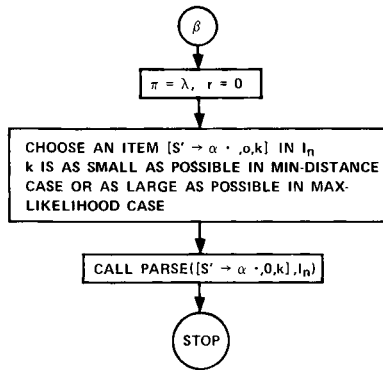 β
π = λ, r = 0
CHOOSE AN ITEM [S' → α · ,o,k] IN Iₙ
k IS AS SMALL AS POSSIBLE IN MIN-DISTANCE
CASE OR AS LARGE AS POSSIBLE IN MAX-
LIKELIHOOD CASE
CALL PARSE([S' → α · ,0,k] ,Iₙ)
STOP